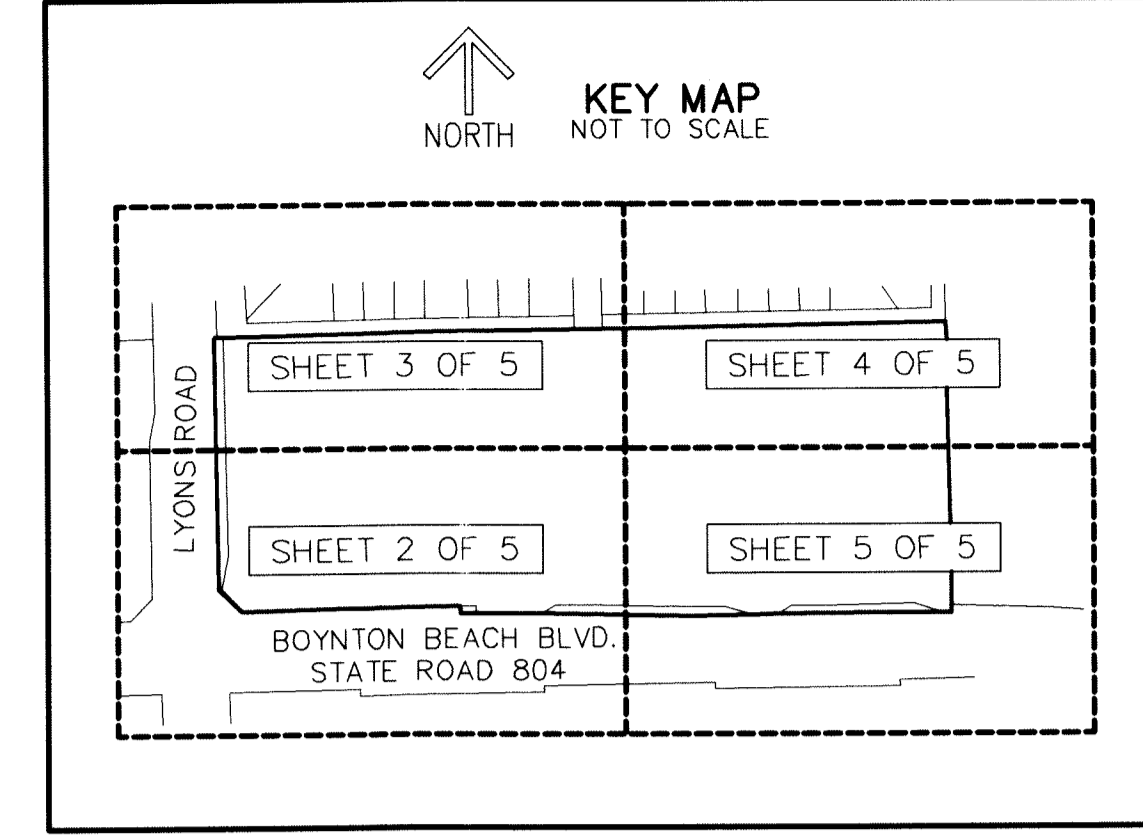 KEY MAP
NOT TO SCALE
NORTH
SHEET 3 OF 5
SHEET 4 OF 5
LYONS ROAD
SHEET 2 OF 5
SHEET 5 OF 5
BOYNTON BEACH BLVD.
STATE ROAD 804